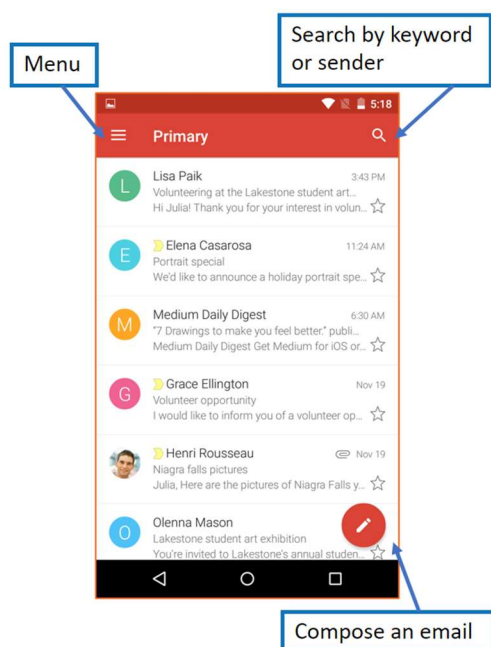 Search by keyword
or sender
Menu
5:18
Primary
L
Lisa Paik 3:43 PM
Volunteering at the Lakestone student art...
Hi Julia! Thank you for your interest in volun...
E
Elena Casarosa 11:24 AM
Portrait special
We'd like to announce a holiday portrait spe...
M
Medium Daily Digest 6:30 AM
"7 Drawings to make you feel better." publi...
Medium Daily Digest Get Medium for iOS or...
G
Grace Ellington Nov 19
Volunteer opportunity
I would like to inform you of a volunteer op...
Henri Rousseau Nov 19
Niagra falls pictures
Julia, Here are the pictures of Niagra Falls y...
O
Olenna Mason
Lakestone student art exhibition
You're invited to Lakestone's annual studen...
Compose an email